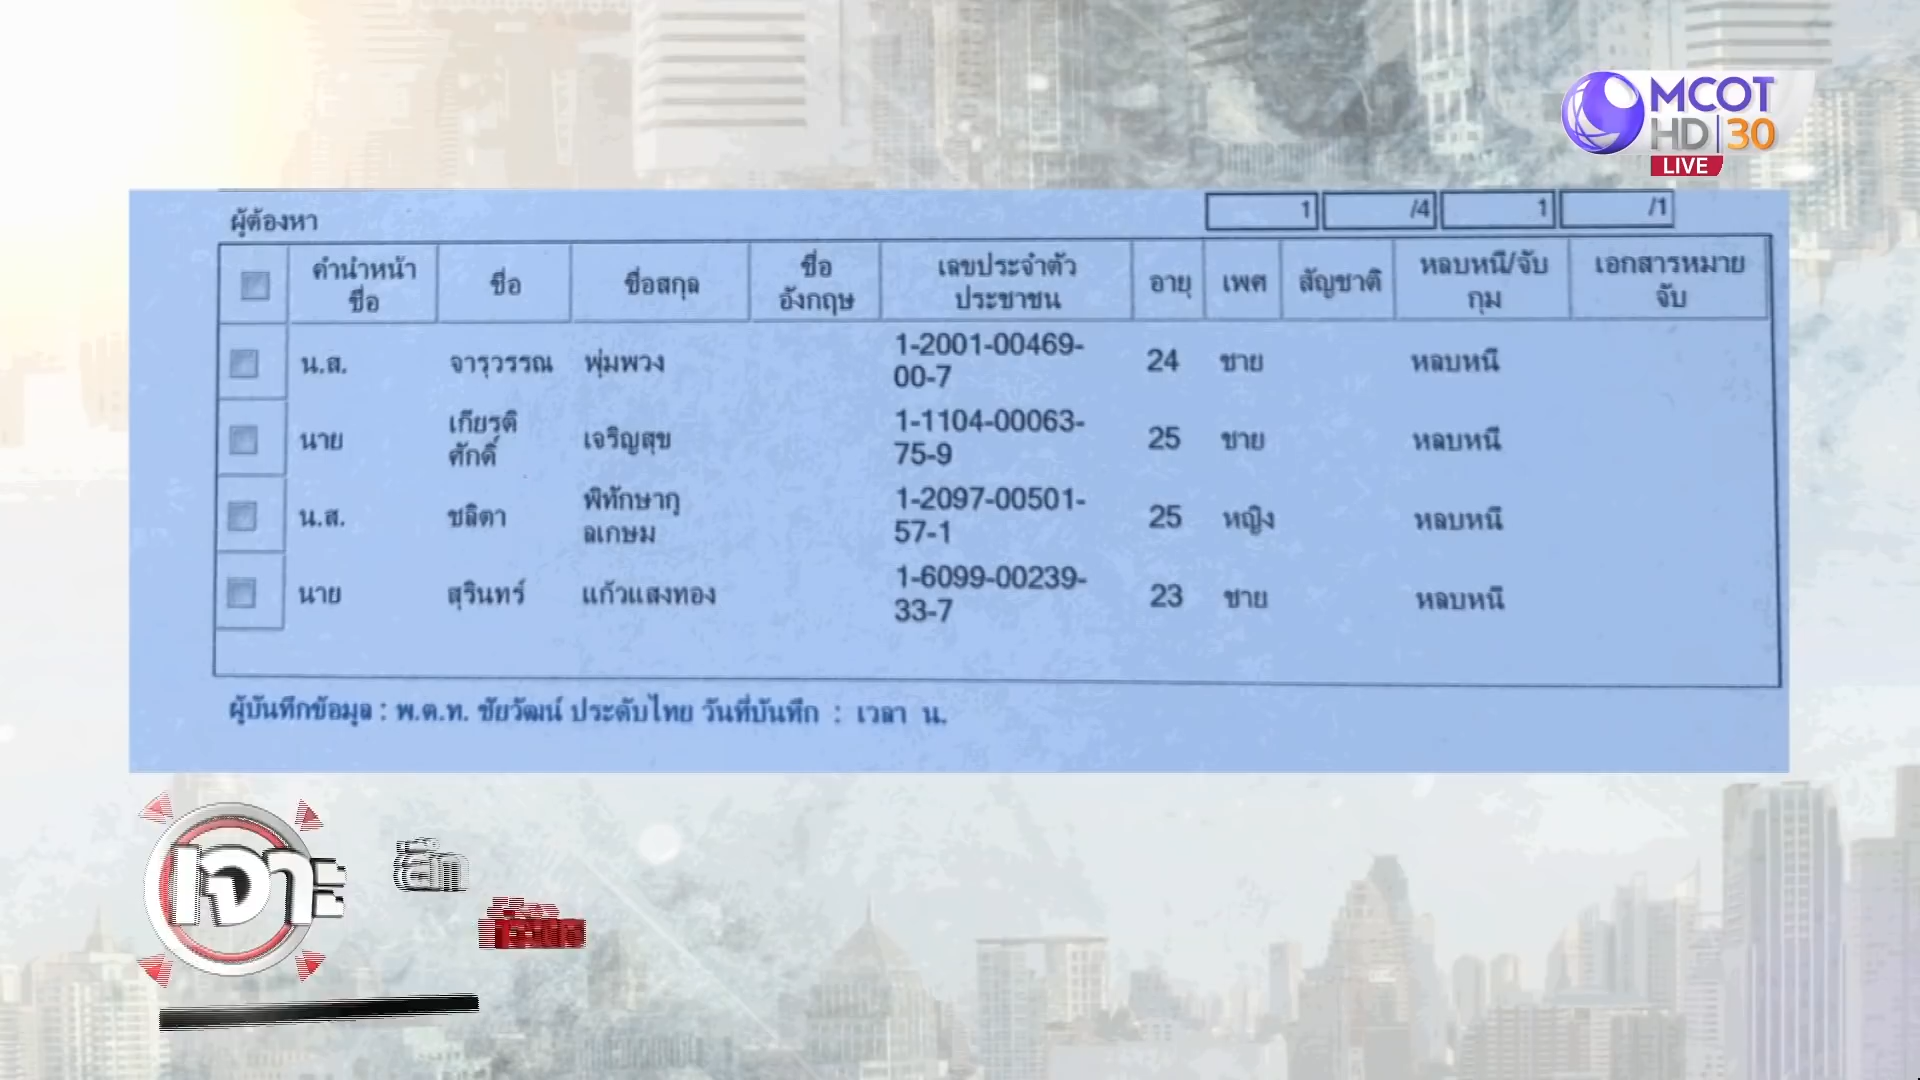 MCOT
HD 30
LIVE
ผู้ต้องหา
1 /4 1 /1
คำนำหน้า
ชื่อ
ชื่อ
ชื่อสกุล
ชื่อ
อังกฤษ
เลขประจำตัว
ประชาชน
อายุ
เพศ
สัญชาติ
หลบหนี/จับ
กุม
เอกสารหมาย
จับ
น.ส. จารุวรรณ พุ่มพวง 1-2001-00469- 24 ชาย หลบหนี
00-7
นาย เกียรติ เจริญสุข 1-1104-00063- 25 ชาย หลบหนี
ศักดิ์ 75-9
น.ส. ชลิตา พิทักษากู 1-2097-00501- 25 หญิง หลบหนี
ลเกษม 57-1
นาย สุรินทร์ แก้วแสงทอง 1-6099-00239- 23 ชาย หลบหนี
33-7
ผู้บันทึกข้อมูล : พ.ต.ท. ชัยวัฒน์ ประดับไทย วันที่บันทึก : เวลา น.
เจาะ
ลึก